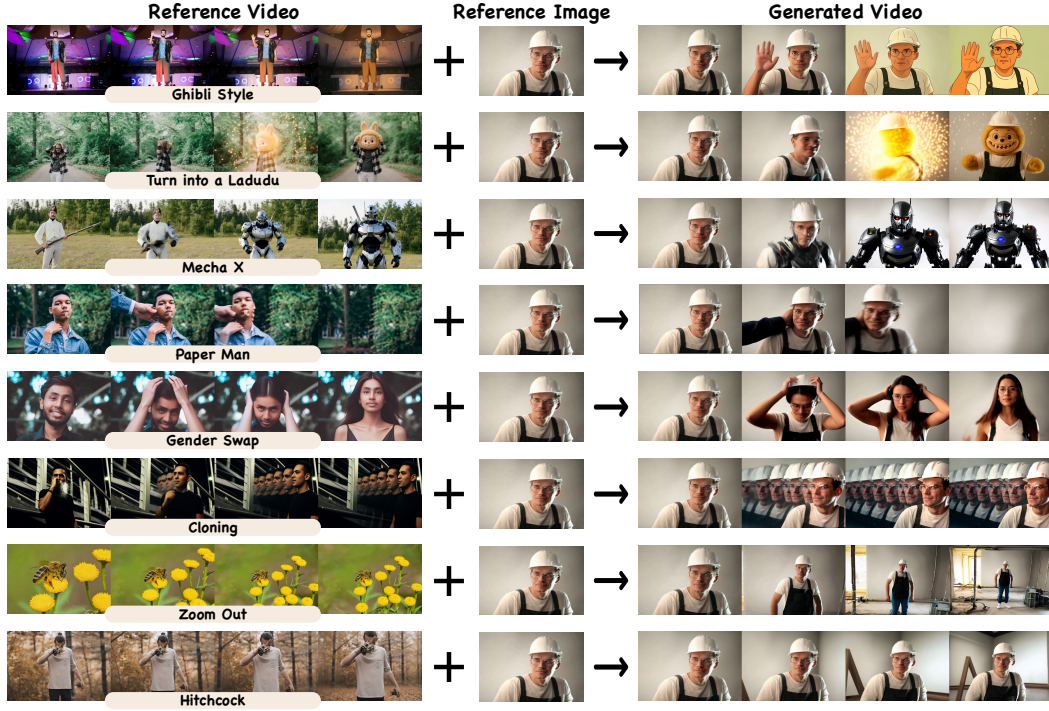 Reference Video
Reference Image
Generated Video
Ghibli Style
Turn into a Ladudu
Mecha X
Paper Man
Gender Swap
Cloning
Zoom Out
Hitchcock